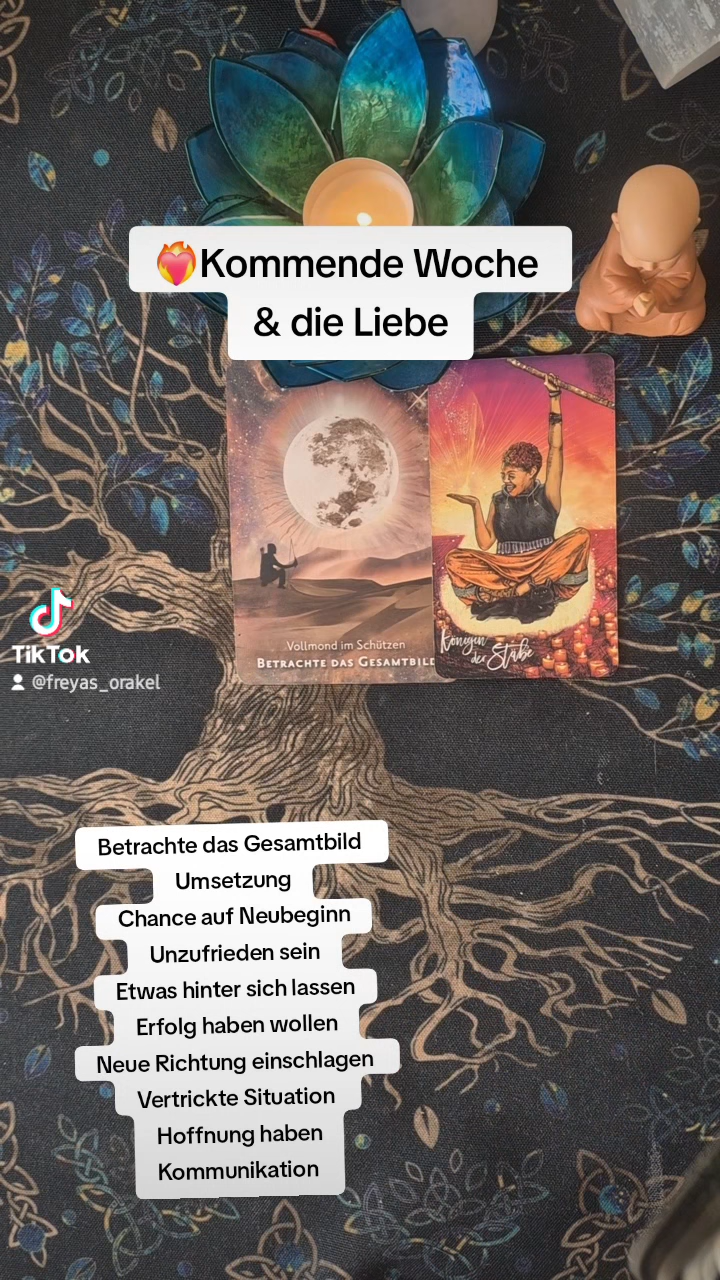 ❤️‍🔥Kommende Woche
& die Liebe
Vollmond im Schützen
BETRACHTE DAS GESAMTBILD
Königin
der Stäbe
TikTok
@freyas_orakel
Betrachte das Gesamtbild
Umsetzung
Chance auf Neubeginn
Unzufrieden sein
Etwas hinter sich lassen
Erfolg haben wollen
Neue Richtung einschlagen
Vertrickte Situation
Hoffnung haben
Kommunikation